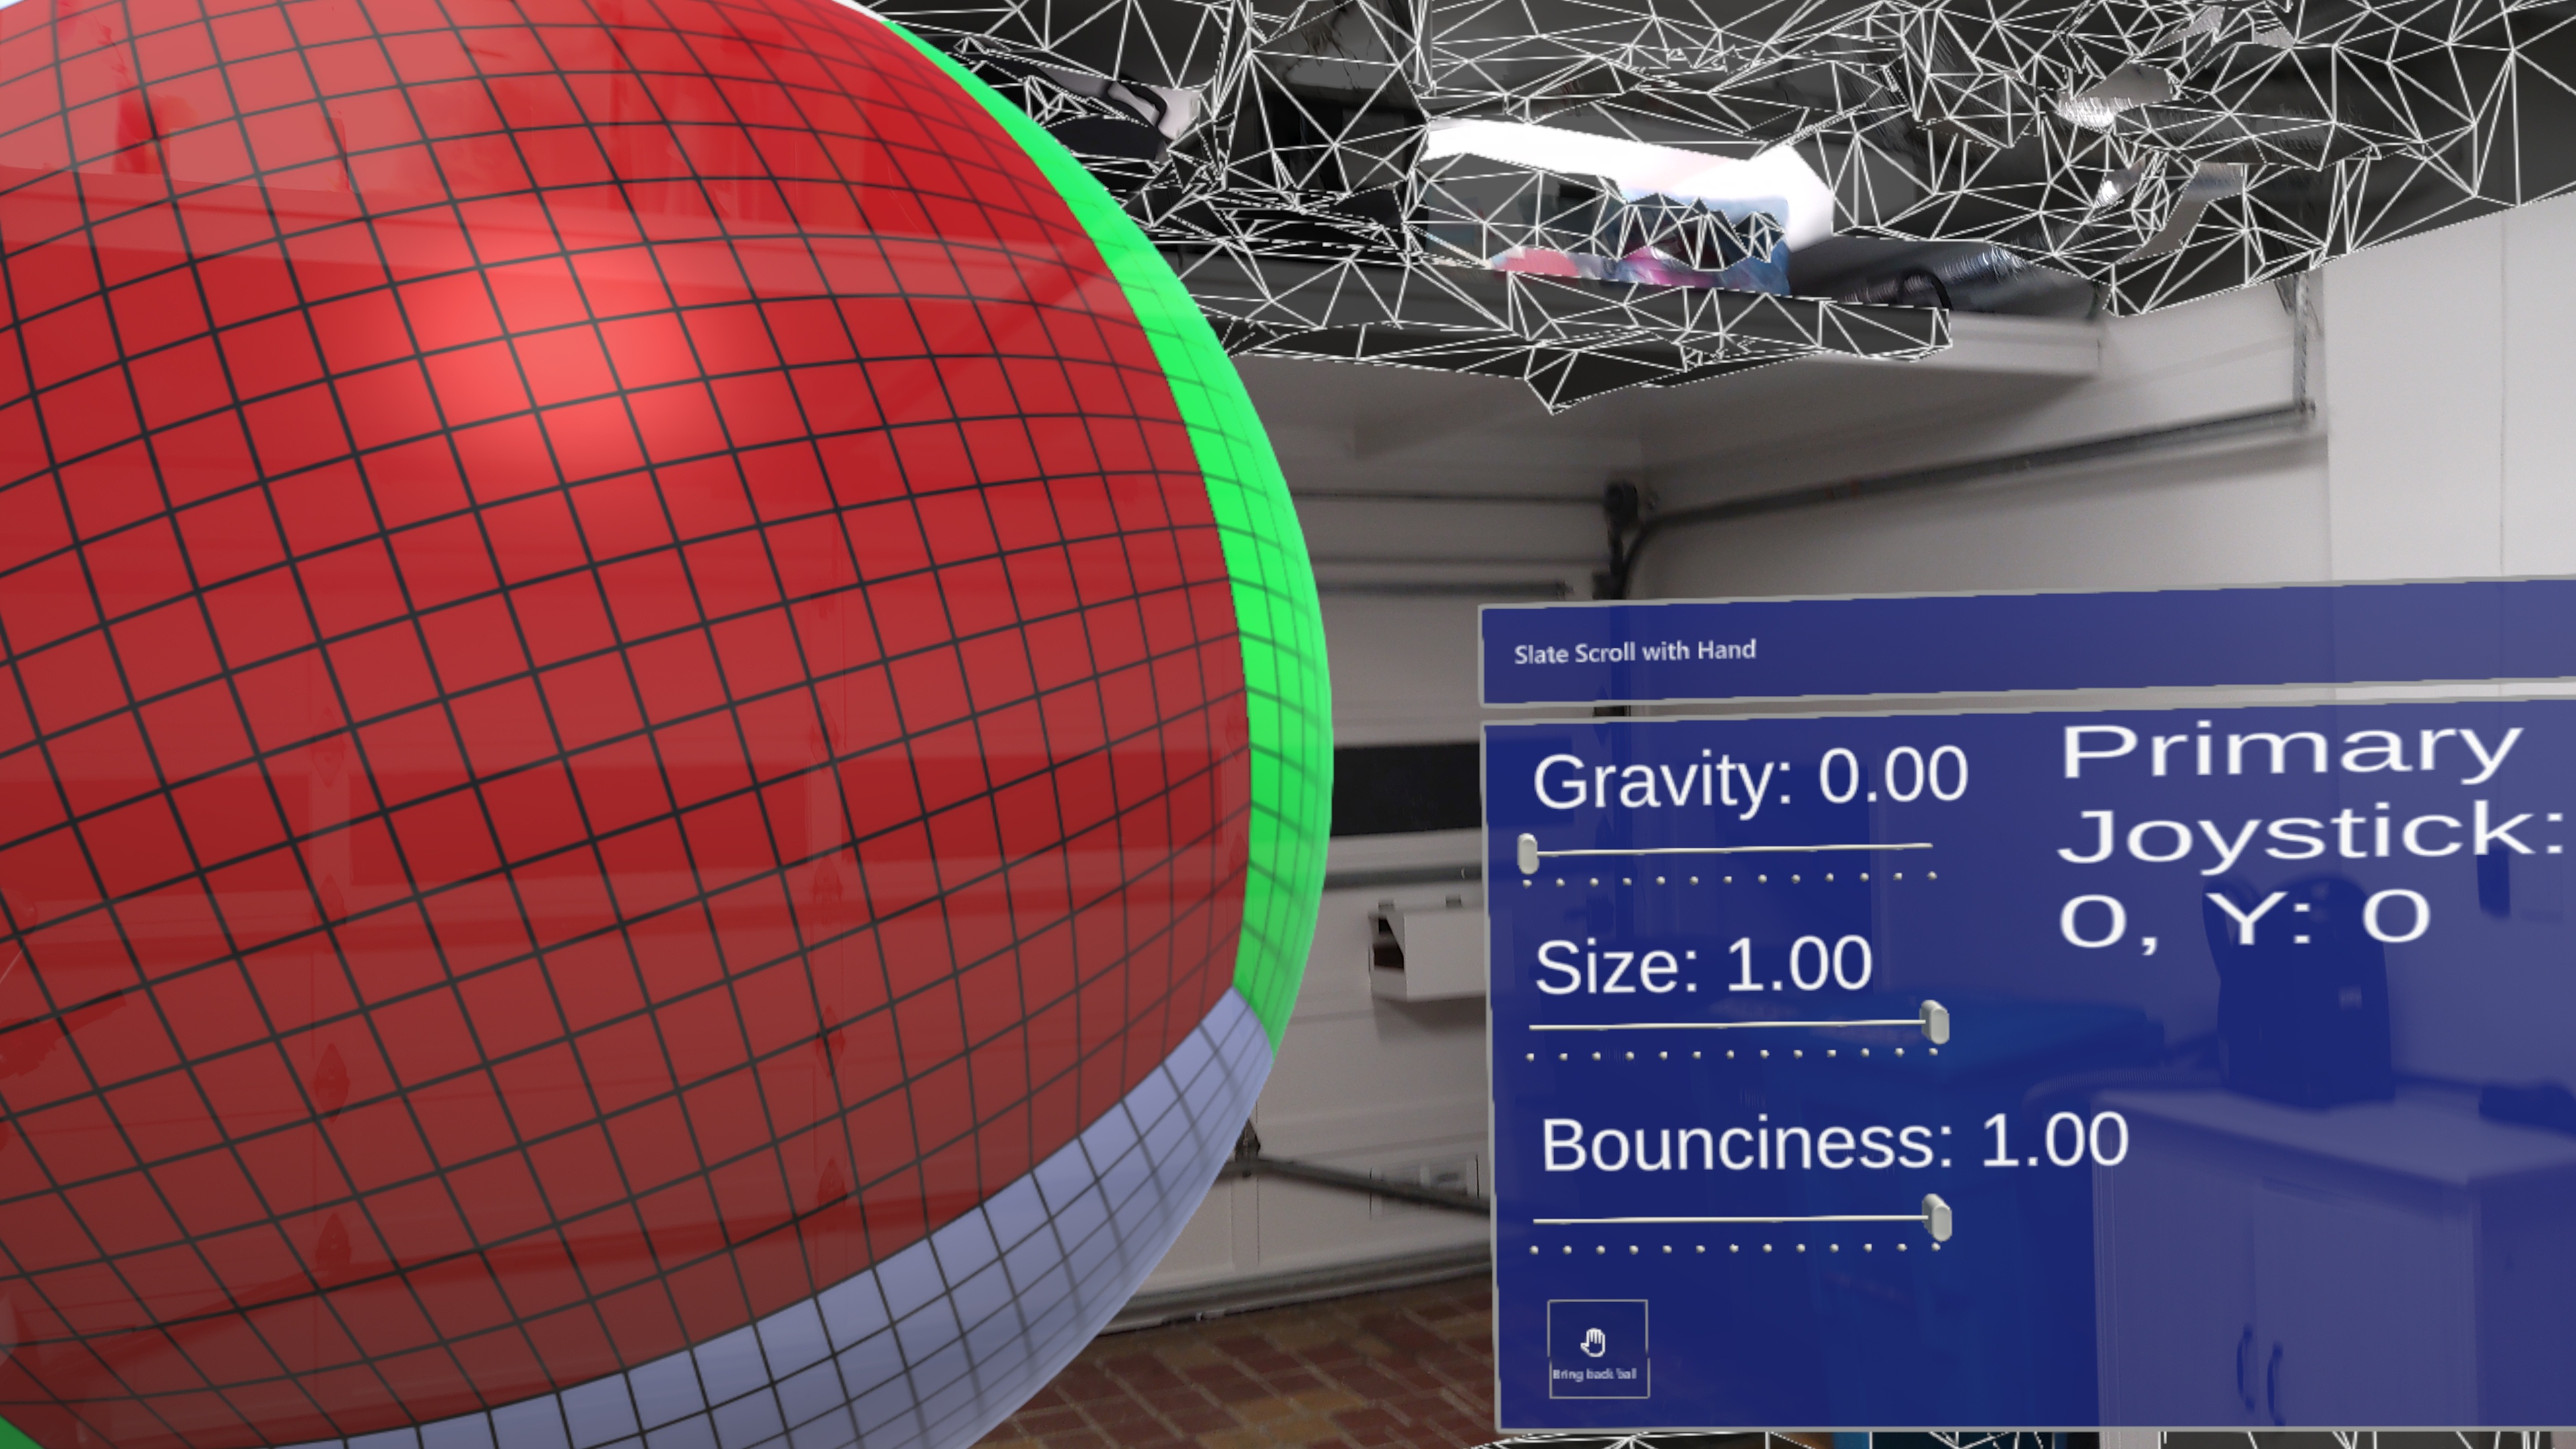 Slate Scroll with Hand
Gravity: 0.00
Primary
Joystick:
0, Y: 0
Size: 1.00
Bounciness: 1.00
Bring back ball